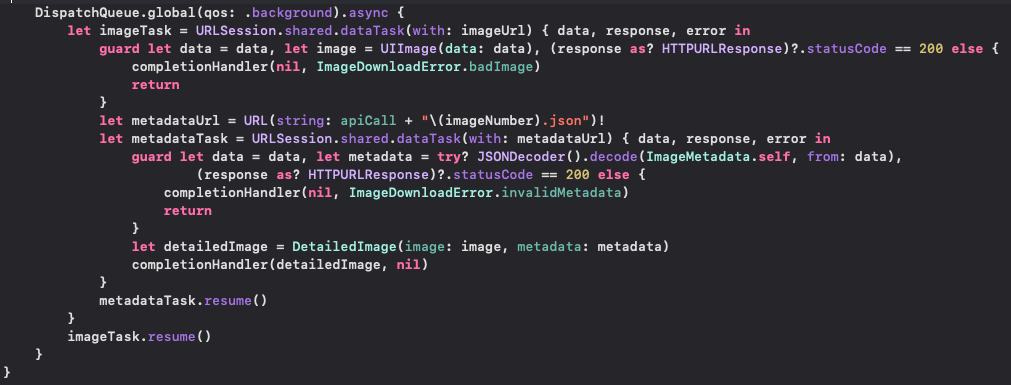 DispatchQueue.global(qos: .background).async {
let imageTask = URLSession.shared.dataTask(with: imageUrl) { data, response, error in
guard let data = data, let image = UIImage(data: data), (response as? HTTPURLResponse)?.statusCode == 200 else {
completionHandler(nil, ImageDownloadError.badImage)
return
}
let metadataUrl = URL(string: apiCall + "\(imageNumber).json")!
let metadataTask = URLSession.shared.dataTask(with: metadataUrl) { data, response, error in
guard let data = data, let metadata = try? JSONDecoder().decode(ImageMetadata.self, from: data),
(response as? HTTPURLResponse)?.statusCode == 200 else {
completionHandler(nil, ImageDownloadError.invalidMetadata)
return
}
let detailedImage = DetailedImage(image: image, metadata: metadata)
completionHandler(detailedImage, nil)
}
metadataTask.resume()
}
imageTask.resume()
}
}